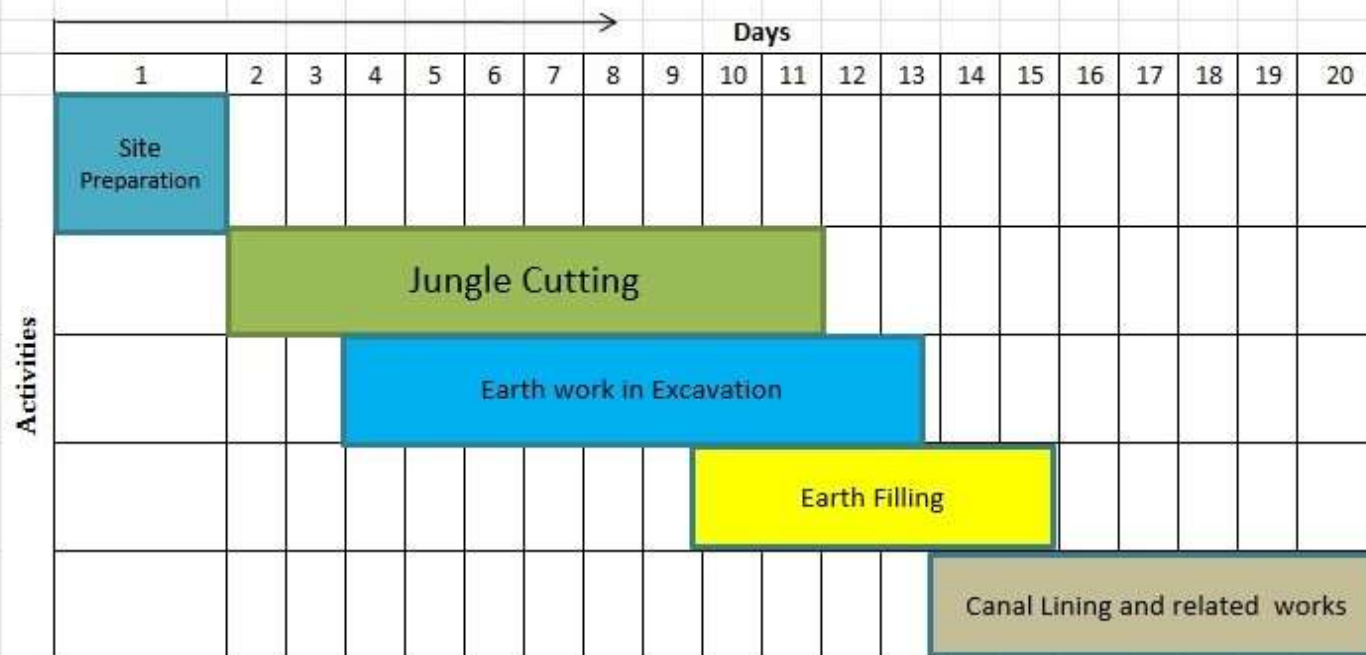 Days
1 2 3 4 5 6 7 8 9 10 11 12 13 14 15 16 17 18 19 20
Site
Preparation
Jungle Cutting
Activities
Earth work in Excavation
Earth Filling
Canal Lining and related works